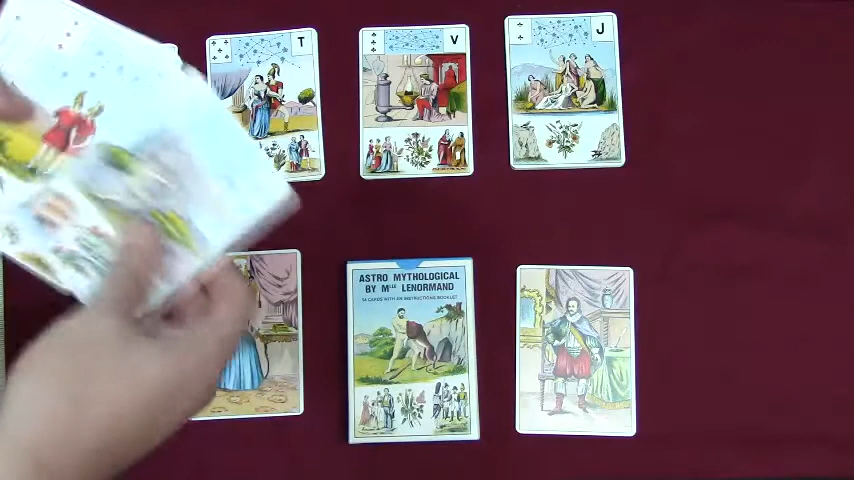 T
V
J
ASTRO MYTHOLOGICAL
BY MLLE LENORMAND
54 CARDS WITH AN INSTRUCTIONS BOOKLET